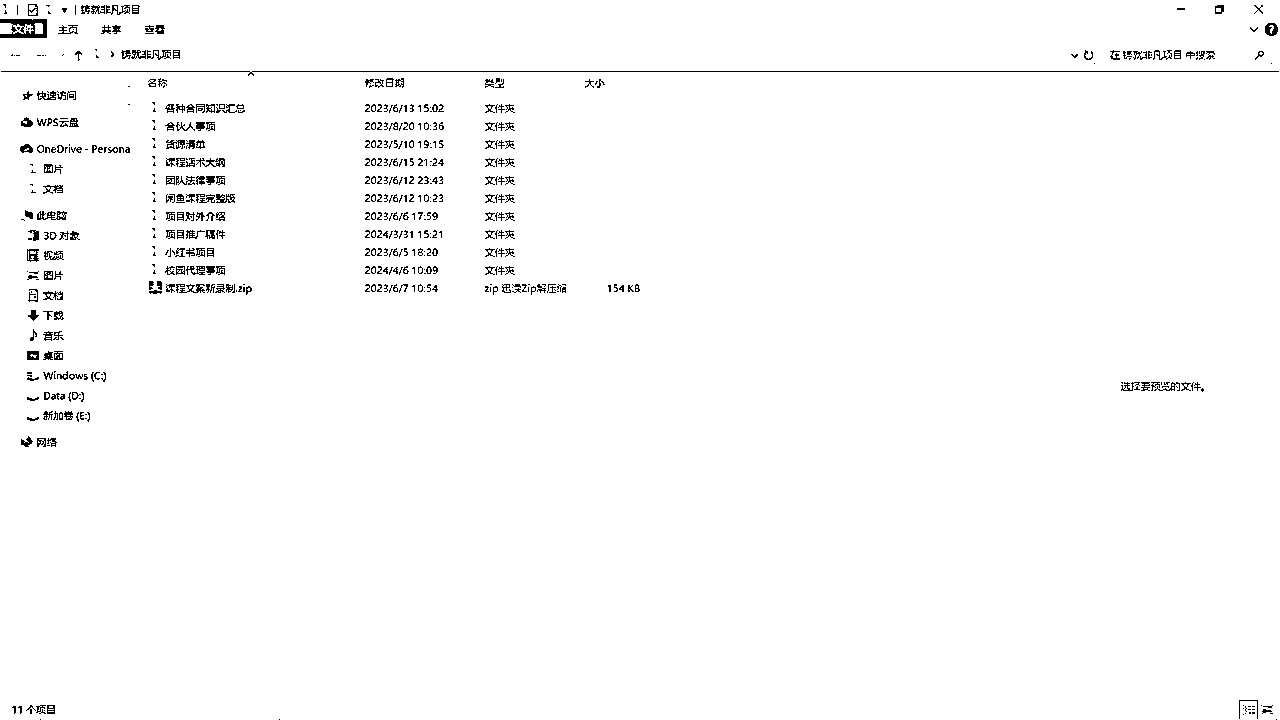 铸就非凡项目
文件 主页 共享 查看
铸就非凡项目
在 铸就非凡项目 中搜索
名称 修改日期 类型 大小
快速访问
WPS云盘
OneDrive - Persona
图片
文档
此电脑
3D 对象
视频
图片
文档
下载
音乐
桌面
Windows (C:)
Data (D:)
新加卷 (E:)
网络
各种合同知识汇总 2023/6/13 15:02 文件夹
合伙人事项 2023/8/20 10:36 文件夹
货源清单 2023/5/10 19:15 文件夹
课程话术大纲 2023/6/15 21:24 文件夹
团队法律事项 2023/6/12 23:43 文件夹
闲鱼课程完整版 2023/6/12 10:23 文件夹
项目对外介绍 2023/6/6 17:59 文件夹
项目推广稿件 2024/3/31 15:21 文件夹
小红书项目 2023/6/5 18:20 文件夹
校园代理事项 2024/4/6 10:09 文件夹
课程文案新录制.zip 2023/6/7 10:54 zip 迅读Zip解压缩 154 KB
选择要预览的文件。
11 个项目